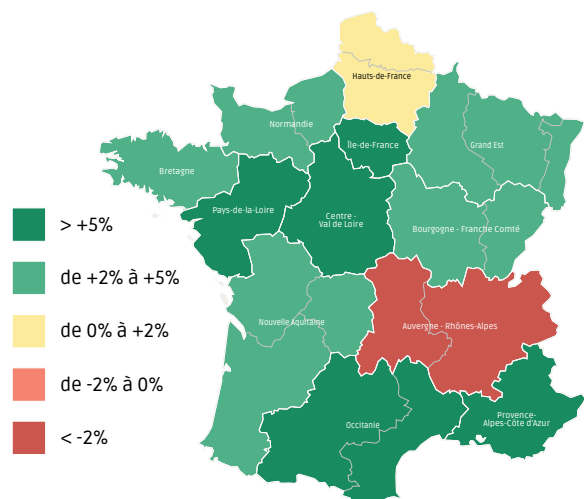 Hauts-de-France
Normandie
Île-de-France
Grand Est
Bretagne
Pays-de-la-Loire
Centre -
Val de Loire
Bourgogne - Franche Comté
Nouvelle Aquitaine
Auvergne - Rhônes-Alpes
Occitanie
Provence-
Alpes-Côte d'Azur
> +5%
de +2% à +5%
de 0% à +2%
de -2% à 0%
< -2%